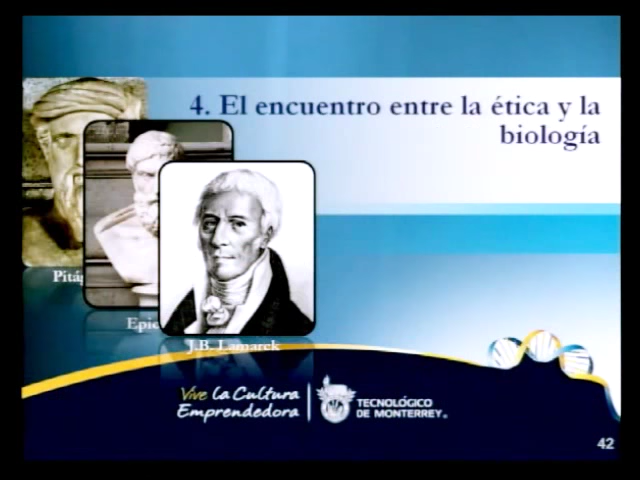 4. El encuentro entre la ética y la
biología
J.B. Lamarck
Vive la Cultura
Emprendedora
TECNOLÓGICO
DE MONTERREY®
42